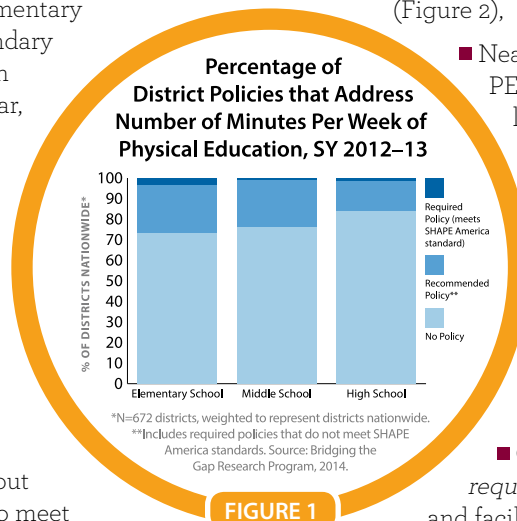 mentary
ndary
ar,
(Figure 2),
■ Nea
PE
Percentage of
District Policies that Address
Number of Minutes Per Week of
Physical Education, SY 2012–13
% OF DISTRICTS NATIONWIDE*
100
90
80
70
60
50
40
30
20
10
0
Elementary School Middle School High School
Required
Policy (meets
SHAPE America
standard)
Recommended
Policy**
No Policy
*N=672 districts, weighted to represent districts nationwide.
**Includes required policies that do not meet SHAPE
America standards. Source: Bridging the
Gap Research Program, 2014.
FIGURE 1
out
o meet
requ
and facil